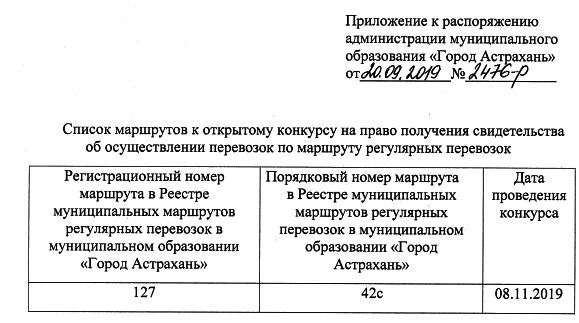 Приложение к распоряжению
администрации муниципального
образования «Город Астрахань»
от 20.09.2019 № 2476-р
Список маршрутов к открытому конкурсу на право получения свидетельства
об осуществлении перевозок по маршруту регулярных перевозок
Регистрационный номер
маршрута в Реестре
муниципальных маршрутов
регулярных перевозок в
муниципальном образовании
«Город Астрахань»
Порядковый номер маршрута
в Реестре муниципальных
маршрутов регулярных
перевозок в муниципальном
образовании «Город
Астрахань»
Дата
проведения
конкурса
127
42с
08.11.2019